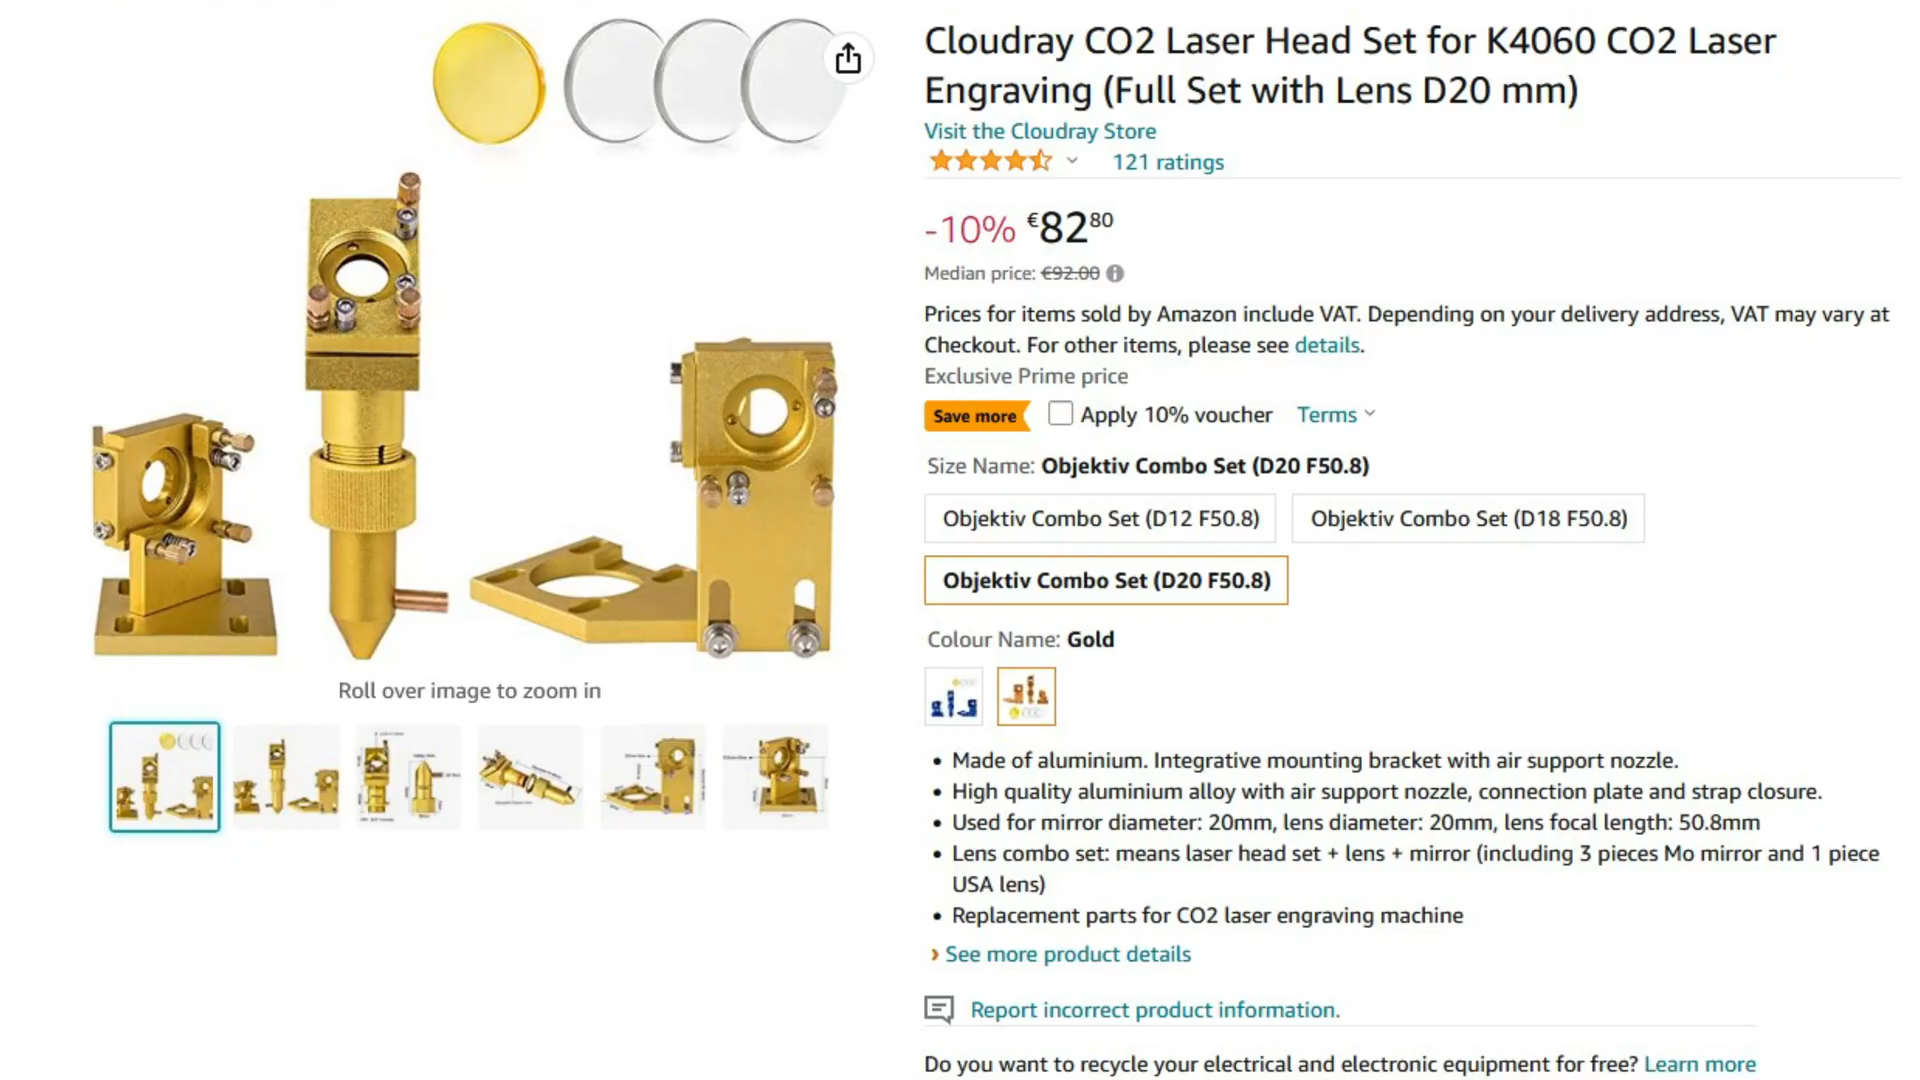 Cloudray CO2 Laser Head Set for K4060 CO2 Laser
Engraving (Full Set with Lens D20 mm)
Visit the Cloudray Store
121 ratings
-10% €82⁸⁰
Median price: €92.00
Prices for items sold by Amazon include VAT. Depending on your delivery address, VAT may vary at
Checkout. For other items, please see details.
Exclusive Prime price
Save more Apply 10% voucher Terms
Size Name: Objektiv Combo Set (D20 F50.8)
Objektiv Combo Set (D12 F50.8) Objektiv Combo Set (D18 F50.8)
Objektiv Combo Set (D20 F50.8)
Colour Name: Gold
Roll over image to zoom in
• Made of aluminium. Integrative mounting bracket with air support nozzle.
• High quality aluminium alloy with air support nozzle, connection plate and strap closure.
• Used for mirror diameter: 20mm, lens diameter: 20mm, lens focal length: 50.8mm
• Lens combo set: means laser head set + lens + mirror (including 3 pieces Mo mirror and 1 piece
USA lens)
• Replacement parts for CO2 laser engraving machine
› See more product details
Report incorrect product information.
Do you want to recycle your electrical and electronic equipment for free? Learn more